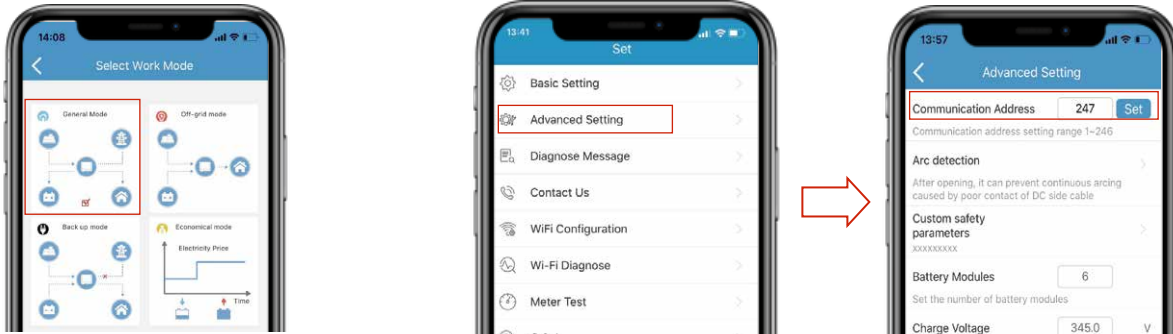 14:08
Select Work Mode
General Mode
Off-grid mode
Back up mode
Economical mode
Electricity Price
Time
13:41
Set
Basic Setting
Advanced Setting
Diagnose Message
Contact Us
WiFi Configuration
Wi-Fi Diagnose
Meter Test
13:57
Advanced Setting
Communication Address 247 Set
Communication address setting range 1~246
Arc detection
After opening, it can prevent continuous arcing
caused by poor contact of DC side cable
Custom safety
parameters
xxxxxxxxx
Battery Modules 6
Set the number of battery modules
Charge Voltage 345.0 V